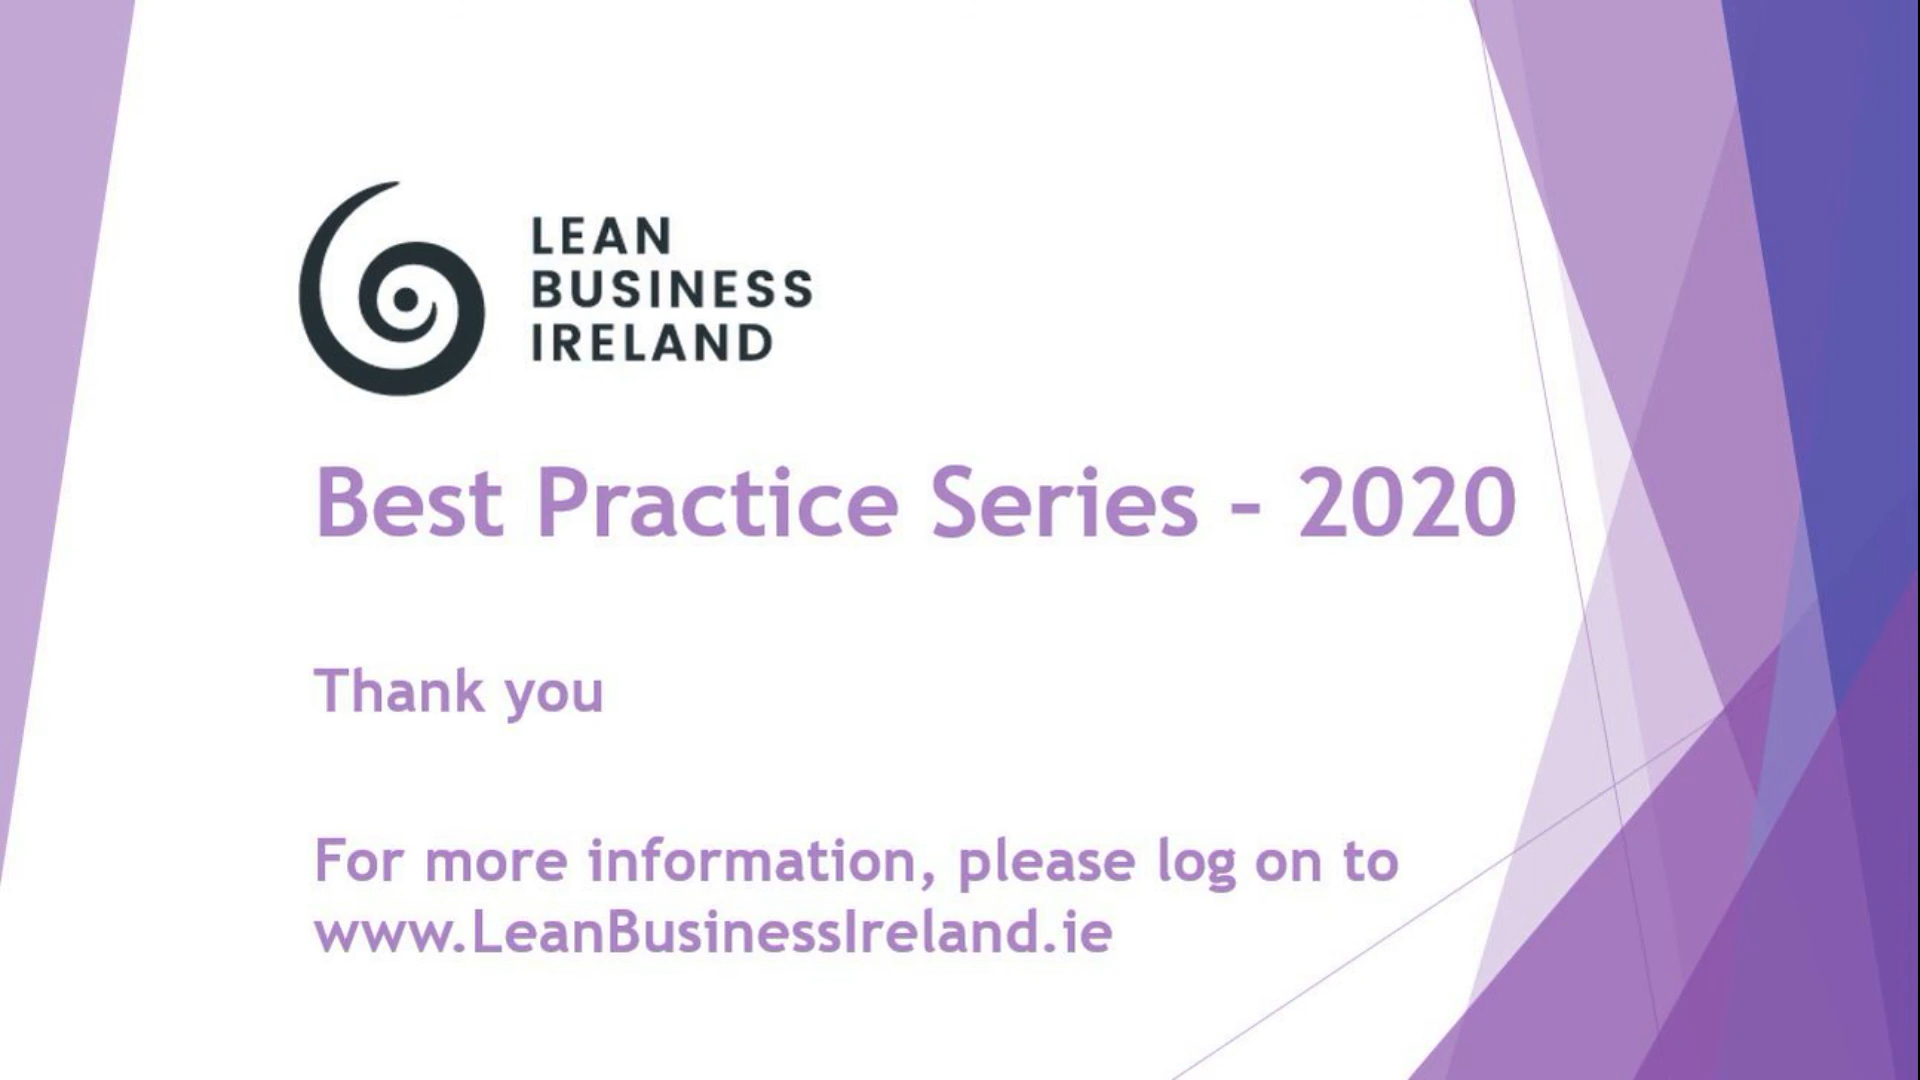 LEAN
BUSINESS
IRELAND
Best Practice Series - 2020
Thank you
For more information, please log on to
www.LeanBusinessIreland.ie